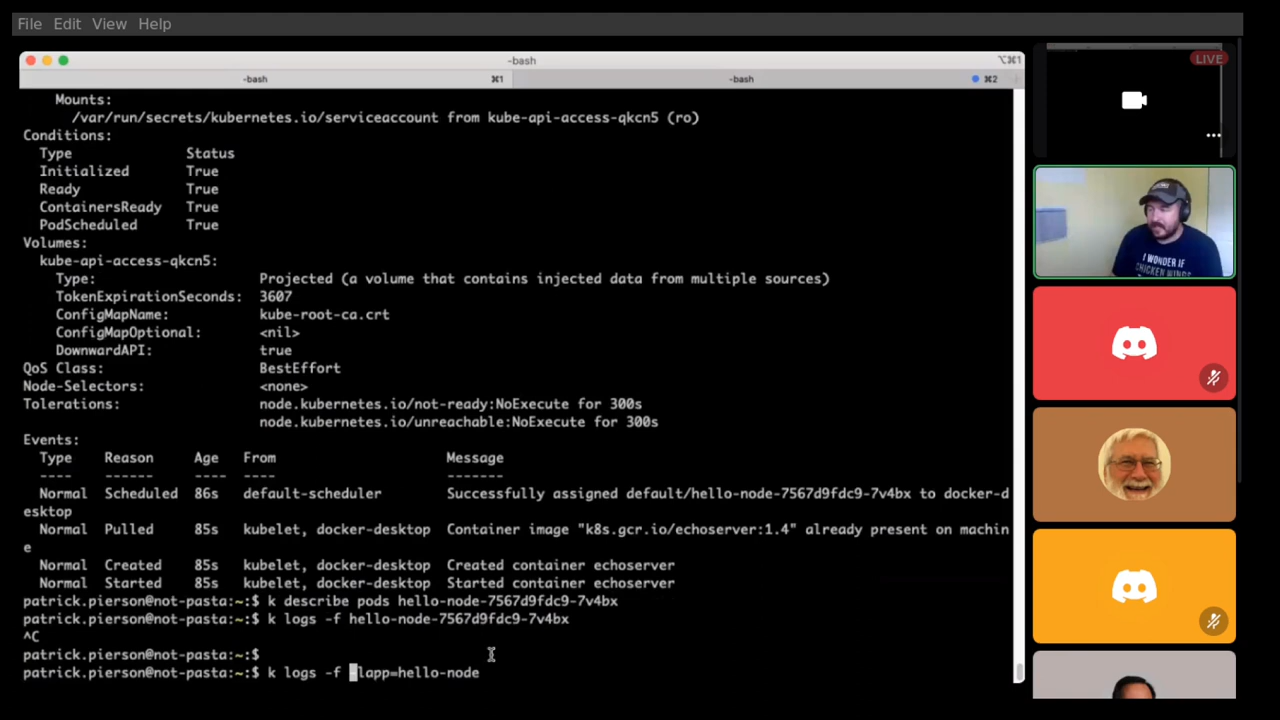 File Edit View Help
-bash ⌥⌘1
-bash ⌘1 -bash ⌘2
Mounts:
/var/run/secrets/kubernetes.io/serviceaccount from kube-api-access-qkcn5 (ro)
Conditions:
Type Status
Initialized True
Ready True
ContainersReady True
PodScheduled True
Volumes:
kube-api-access-qkcn5:
Type: Projected (a volume that contains injected data from multiple sources)
TokenExpirationSeconds: 3607
ConfigMapName: kube-root-ca.crt
ConfigMapOptional: <nil>
DownwardAPI: true
QoS Class: BestEffort
Node-Selectors: <none>
Tolerations: node.kubernetes.io/not-ready:NoExecute for 300s
node.kubernetes.io/unreachable:NoExecute for 300s
Events:
Type Reason Age From Message
---- ------ ---- ---- -------
Normal Scheduled 86s default-scheduler Successfully assigned default/hello-node-7567d9fdc9-7v4bx to docker-d
esktop
Normal Pulled 85s kubelet, docker-desktop Container image "k8s.gcr.io/echoserver:1.4" already present on machin
e
Normal Created 85s kubelet, docker-desktop Created container echoserver
Normal Started 85s kubelet, docker-desktop Started container echoserver
patrick.pierson@not-pasta:~:$ k describe pods hello-node-7567d9fdc9-7v4bx
patrick.pierson@not-pasta:~:$ k logs -f hello-node-7567d9fdc9-7v4bx
^C
patrick.pierson@not-pasta:~:$
patrick.pierson@not-pasta:~:$ k logs -f -lapp=hello-node
LIVE
I WONDER IF
CHICKEN WINGS